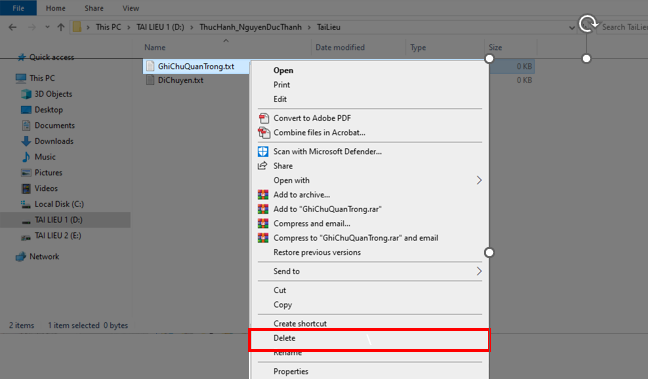 File Home Share View
This PC TAI LIEU 1 (D:) ThucHanh_NguyenDucThanh TaiLieu Search TaiLieu
Name Date modified Type Size
Quick access
This PC
3D Objects
Desktop
Documents
Downloads
Music
Pictures
Videos
Local Disk (C:)
TAI LIEU 1 (D:)
TAI LIEU 2 (E:)
Network
GhiChuQuanTrong.txt 0 KB
DiChuyen.txt 0 KB
Open
Print
Edit
Convert to Adobe PDF
Combine files in Acrobat...
Scan with Microsoft Defender...
Share
Open with
Add to archive...
Add to "GhiChuQuanTrong.rar"
Compress and email...
Compress to "GhiChuQuanTrong.rar" and email
Restore previous versions
Send to
Cut
Copy
Create shortcut
Delete
Rename
Properties
2 items 1 item selected 0 bytes